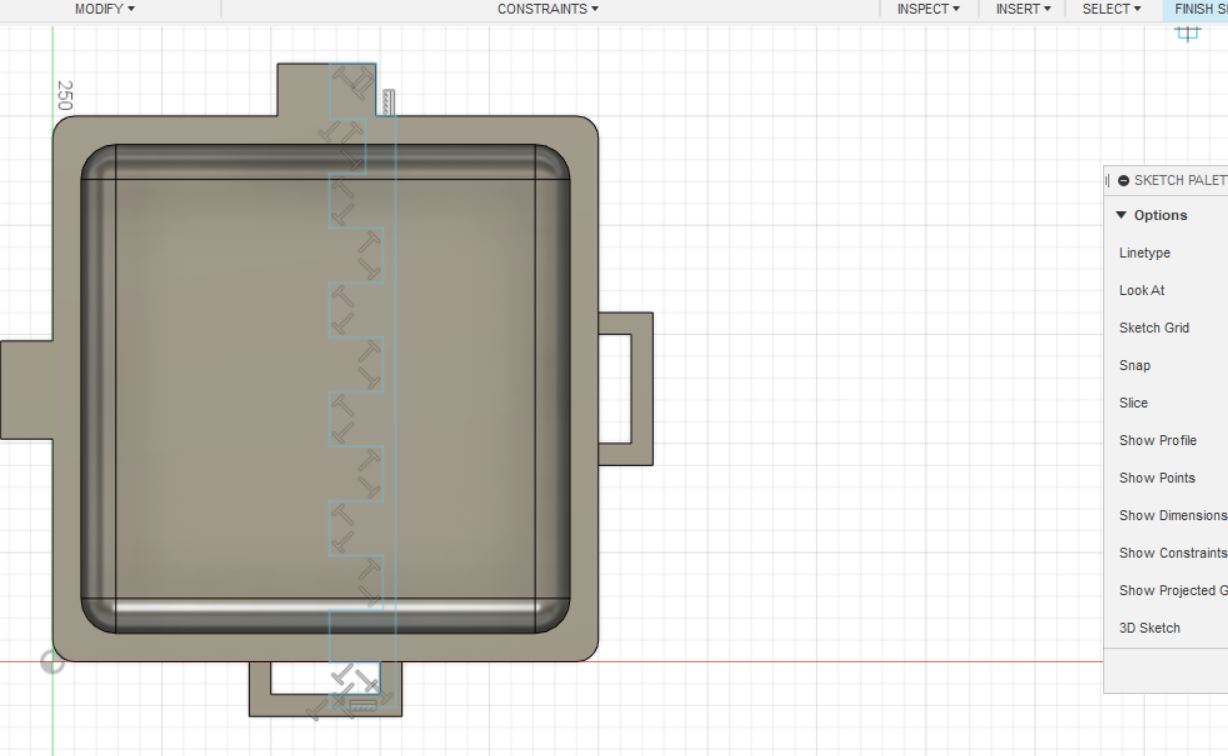 MODIFY ▾ CONSTRAINTS ▾ INSPECT ▾ INSERT ▾ SELECT ▾ FINISH S
250
SKETCH PALET
▼ Options
Linetype
Look At
Sketch Grid
Snap
Slice
Show Profile
Show Points
Show Dimensions
Show Constraints
Show Projected G
3D Sketch